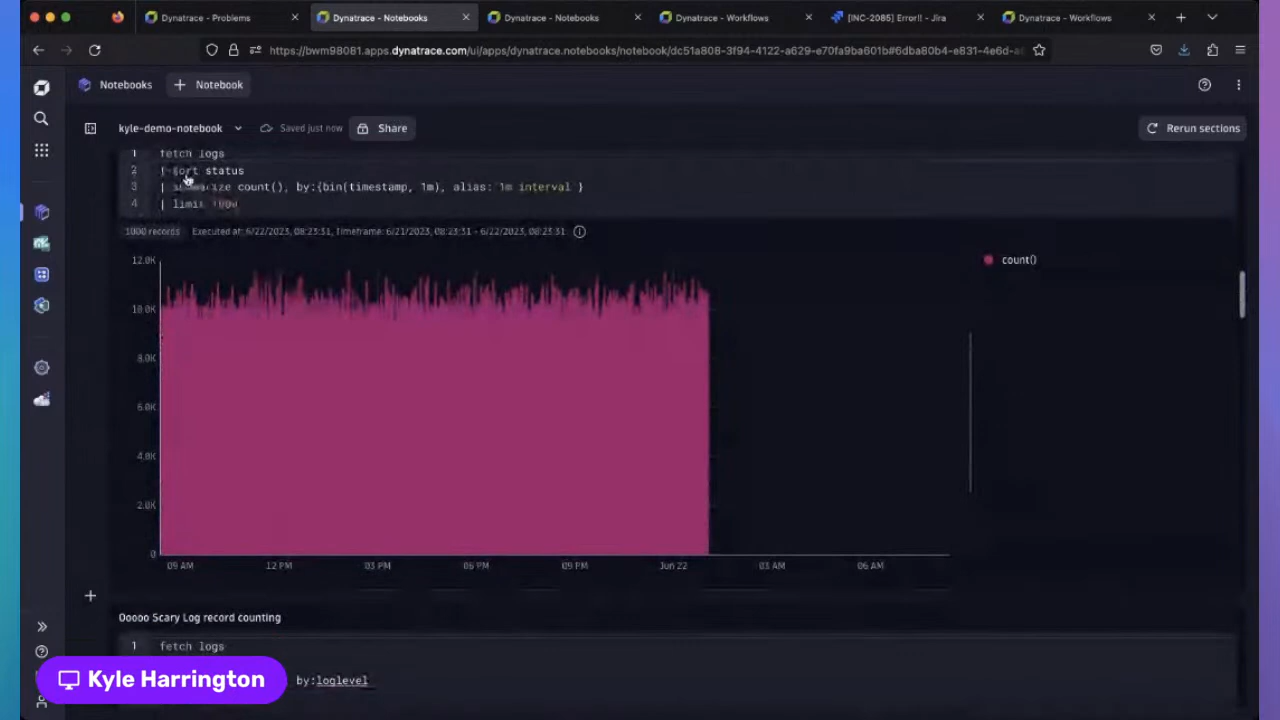 Dynatrace - Problems
Dynatrace - Notebooks
Dynatrace - Notebooks
Dynatrace - Workflows
[INC-2085] Error!! - Jira
Dynatrace - Workflows
https://bwm98081.apps.dynatrace.com/ui/apps/dynatrace.notebooks/notebook/dc51a808-3f94-4122-a629-e70fa9ba601b#6dba80b4-e831-4e6d-a
Notebooks
+ Notebook
kyle-demo-notebook
Saved just now
Share
Rerun sections
1 fetch logs
2 | sort status
3 | summarize count(), by:{bin(timestamp, 1m), alias: 1m interval }
4 | limit 1000
1000 records Executed at: 6/22/2023, 08:23:31, Timeframe: 6/21/2023, 08:23:31 - 6/22/2023, 08:23:31
12.0K
count()
10.0K
8.0K
6.0K
4.0K
2.0K
0
09 AM 12 PM 03 PM 06 PM 09 PM Jun 22 03 AM 06 AM
Ooooo Scary Log record counting
1 fetch logs
by:loglevel
Kyle Harrington